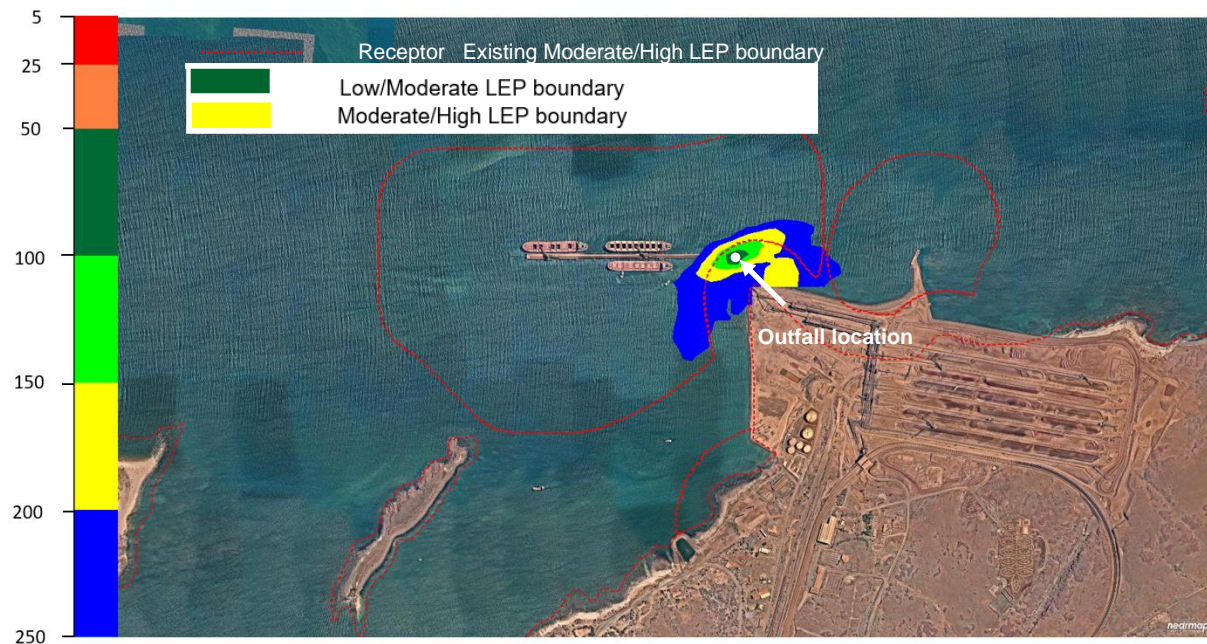 5
25
50
100
150
200
250
Receptor Existing Moderate/High LEP boundary
Low/Moderate LEP boundary
Moderate/High LEP boundary
Outfall location
nearmap